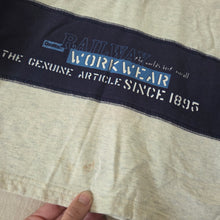 RAILWAY
WORKWEAR
THE GENUINE ARTICLE SINCE 1895